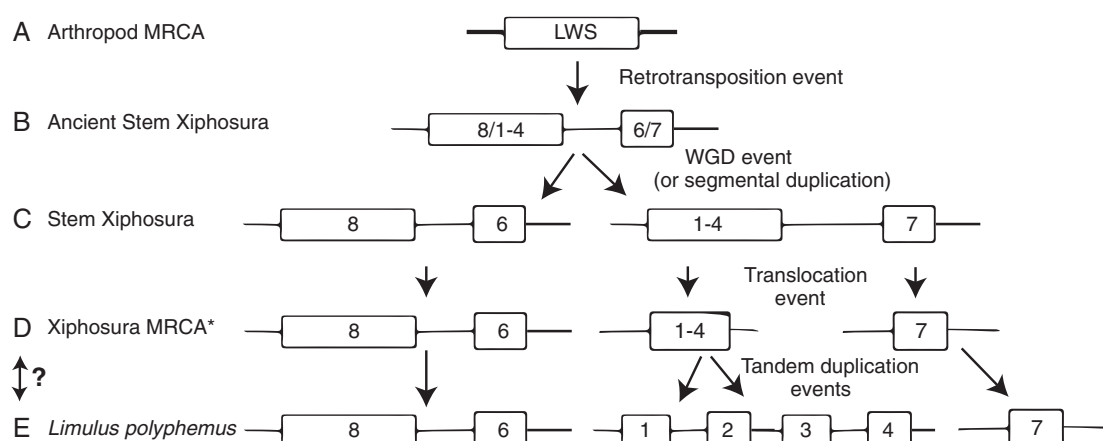 A Arthropod MRCA LWS
Retrotransposition event
B Ancient Stem Xiphosura 8/1-4 6/7
WGD event
(or segmental duplication)
C Stem Xiphosura 8 6 1-4 7
Translocation
event
D Xiphosura MRCA* 8 6 1-4 7
? Tandem duplication
events
E Limulus polyphemus 8 6 1 2 3 4 7